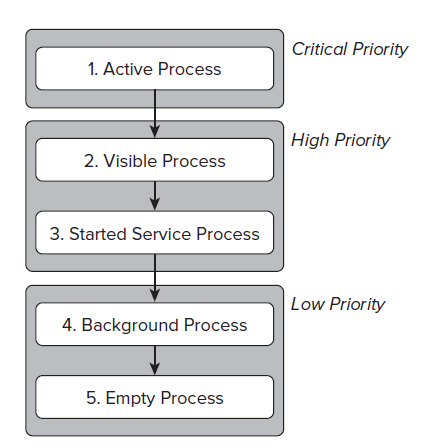 Critical Priority
1. Active Process
High Priority
2. Visible Process
3. Started Service Process
Low Priority
4. Background Process
5. Empty Process